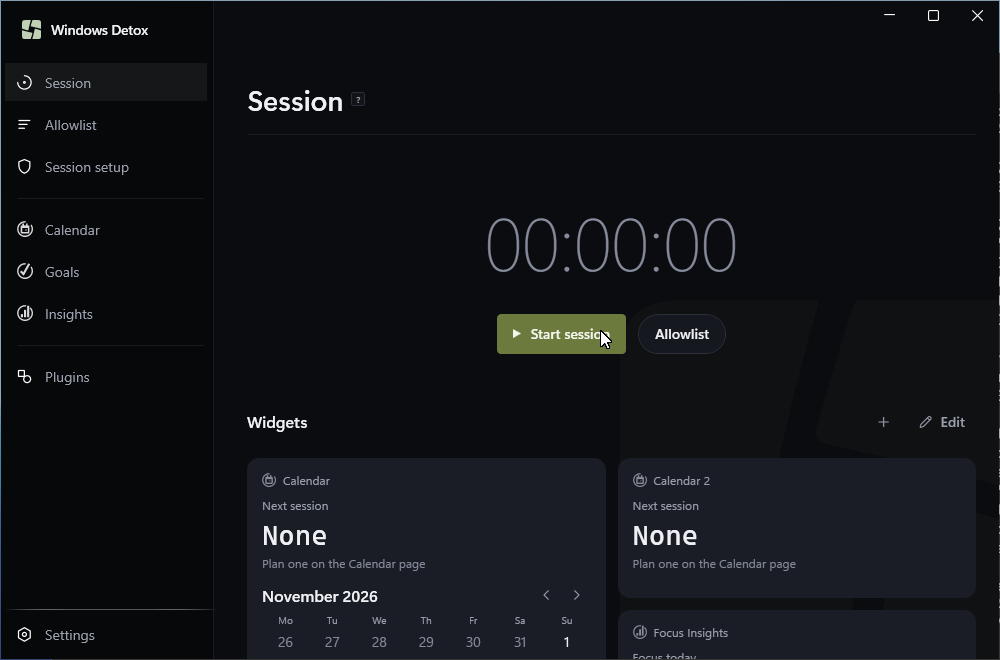 Windows Detox
Session
Allowlist
Session setup
Calendar
Goals
Insights
Plugins
Settings
Session ?
00:00:00
Start session
Allowlist
Widgets
Edit
Calendar
Next session
None
Plan one on the Calendar page
November 2026
Mo Tu We Th Fr Sa Su
26 27 28 29 30 31 1
Calendar 2
Next session
None
Plan one on the Calendar page
Focus Insights
Focus today